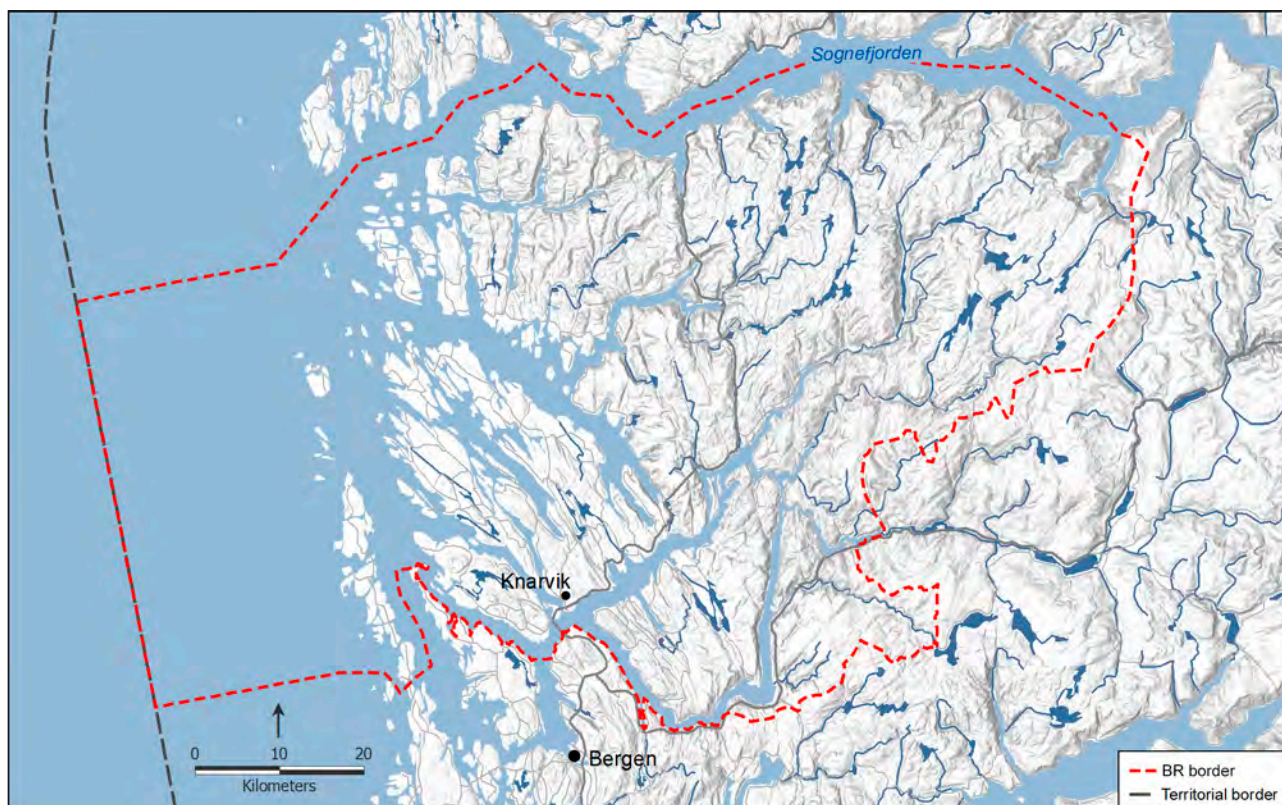 Sognefjorden
Knarvik
Bergen
0 10 20
Kilometers
BR border
Territorial border